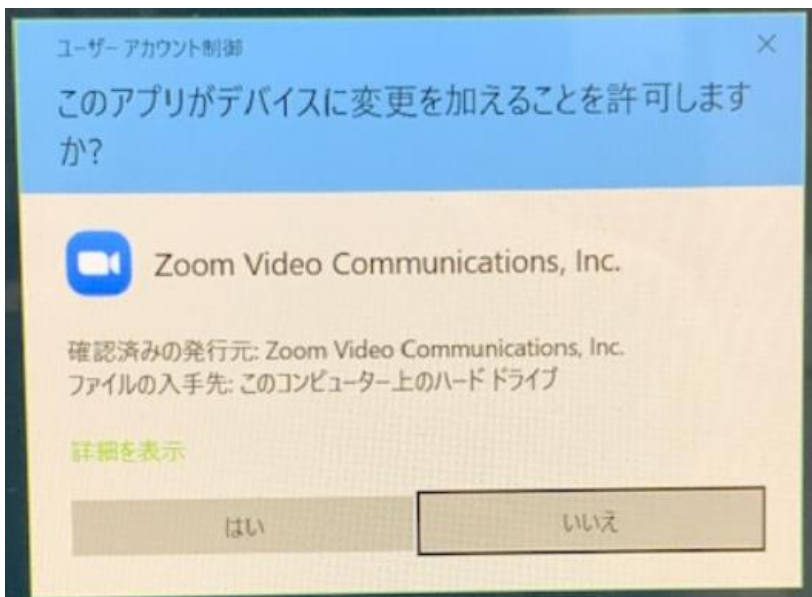 ユーザー アカウント制御
このアプリがデバイスに変更を加えることを許可します
か?
Zoom Video Communications, Inc.
確認済みの発行元: Zoom Video Communications, Inc.
ファイルの入手先: このコンピューター上のハード ドライブ
詳細を表示
はい
いいえ